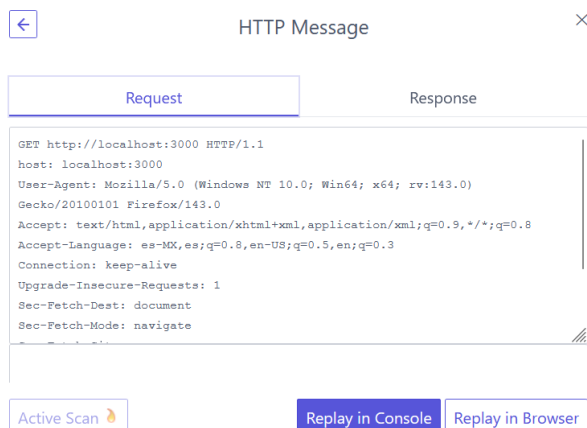 HTTP Message
Request
Response
GET http://localhost:3000 HTTP/1.1
host: localhost:3000
User-Agent: Mozilla/5.0 (Windows NT 10.0; Win64; x64; rv:143.0)
Gecko/20100101 Firefox/143.0
Accept: text/html,application/xhtml+xml,application/xml;q=0.9,*/*;q=0.8
Accept-Language: es-MX,es;q=0.8,en-US;q=0.5,en;q=0.3
Connection: keep-alive
Upgrade-Insecure-Requests: 1
Sec-Fetch-Dest: document
Sec-Fetch-Mode: navigate
Active Scan
Replay in Console
Replay in Browser